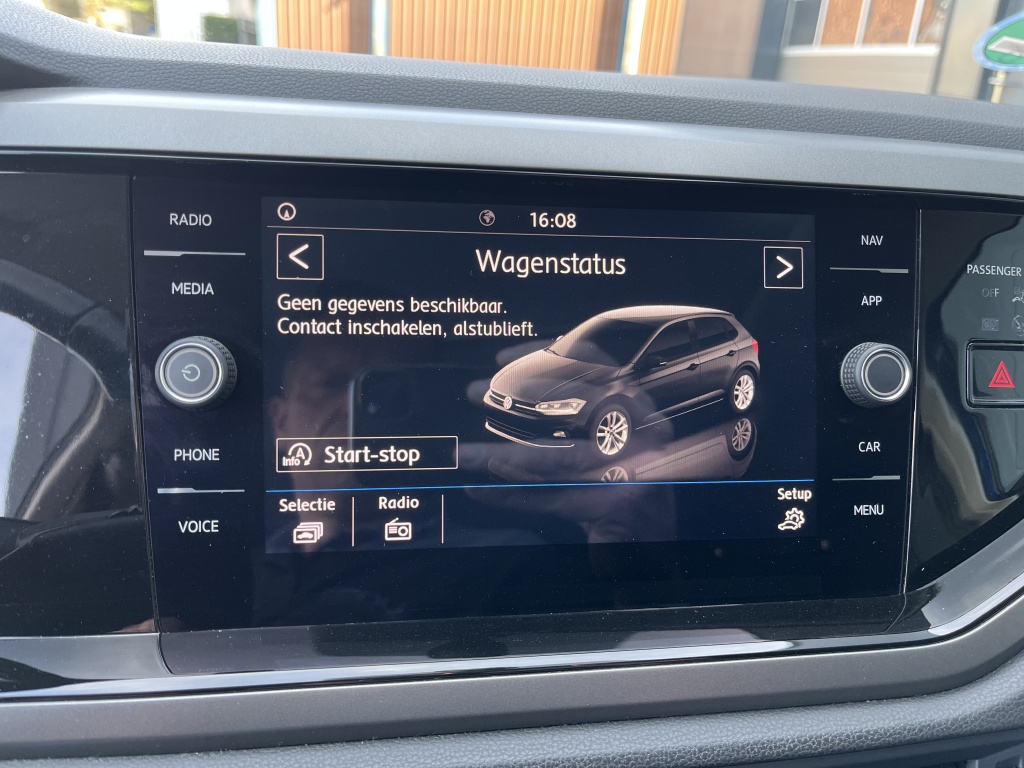 RADIO
MEDIA
PHONE
VOICE
16:08
<
Wagenstatus
>
Geen gegevens beschikbaar.
Contact inschakelen, alstublieft.
A
Info
Start-stop
Selectie
Radio
Setup
NAV
APP
CAR
MENU
PASSENGER
OFF